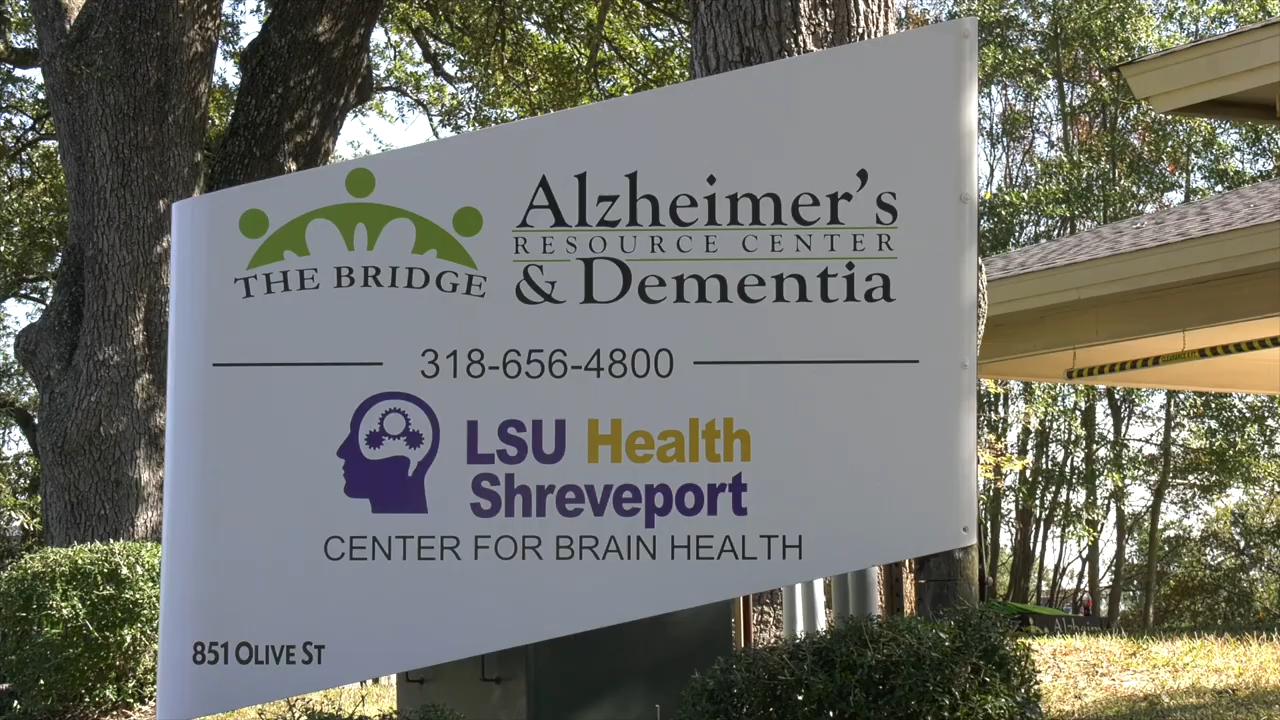 THE BRIDGE
Alzheimer's
RESOURCE CENTER
& Dementia
318-656-4800
LSU Health
Shreveport
CENTER FOR BRAIN HEALTH
851 OLIVE ST
CLEARANCE